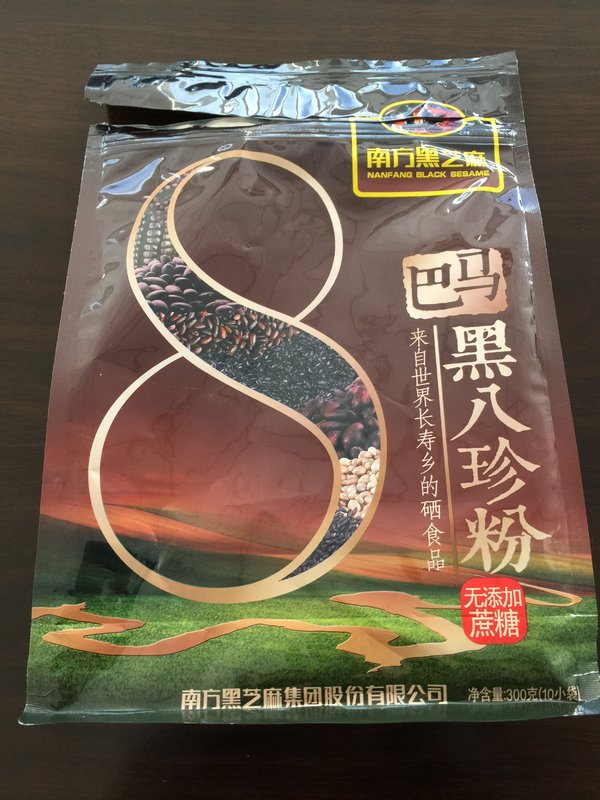 南方黑芝麻
NANFANG BLACK SESAME
巴马
黑八珍粉
来自世界长寿乡的硒食品
无添加
蔗糖
南方黑芝麻集团股份有限公司
净含量:300克(10小袋)